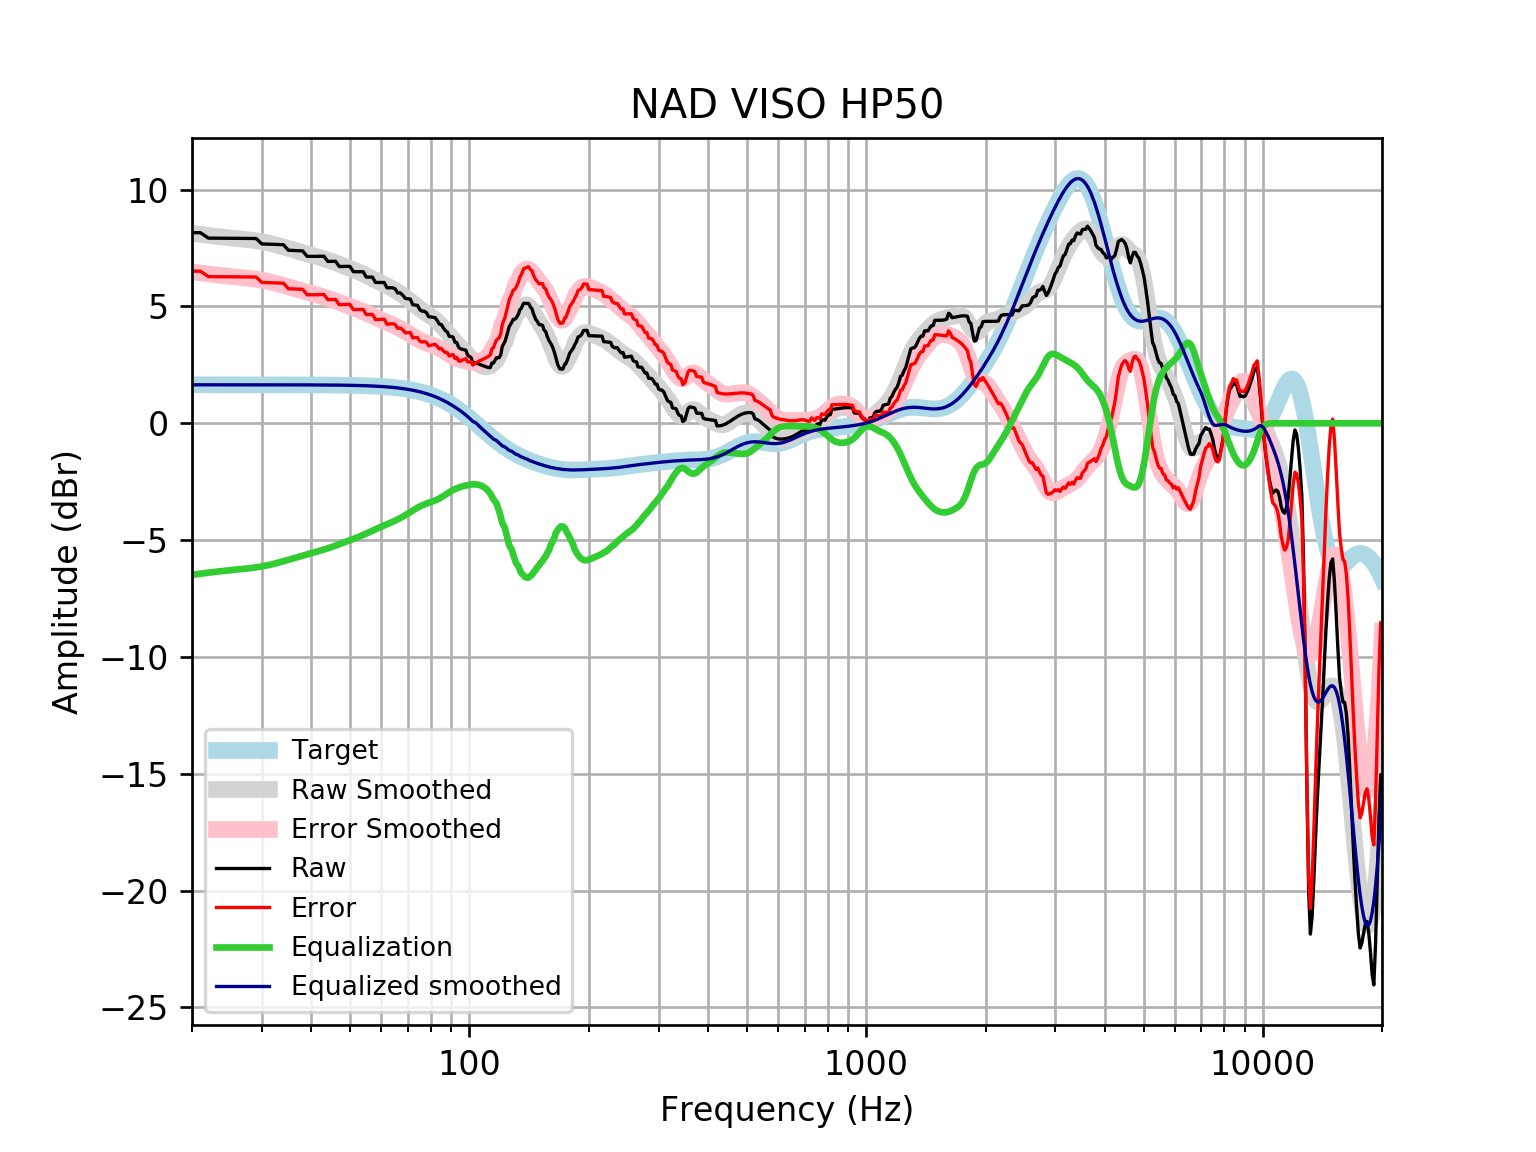 NAD VISO HP50
Amplitude (dBr)
10
5
0
−5
−10
−15
−20
−25
Target
Raw Smoothed
Error Smoothed
Raw
Error
Equalization
Equalized smoothed
100
1000
10000
Frequency (Hz)